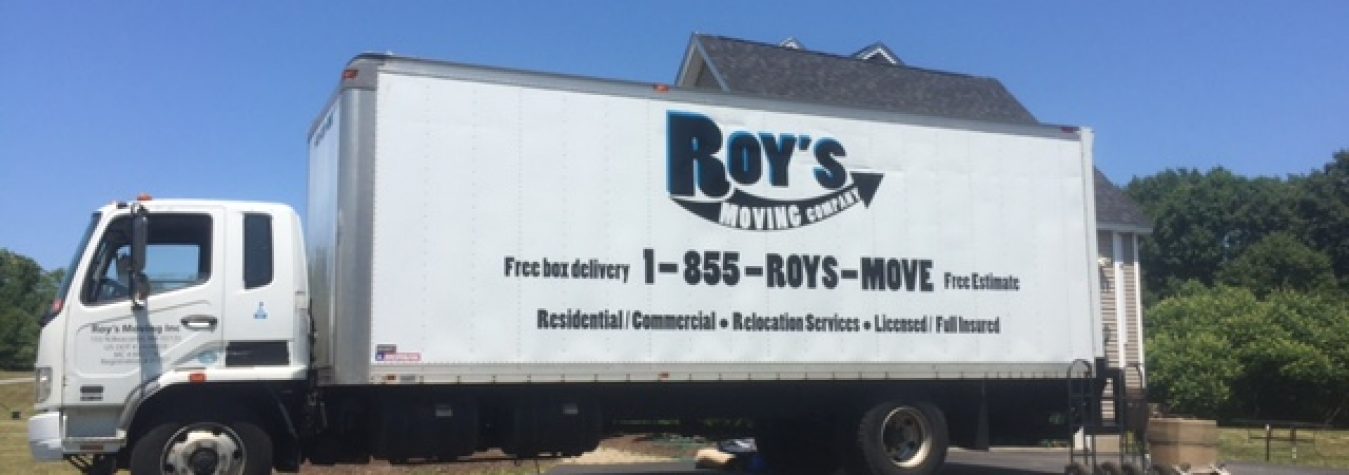 ROY'S
MOVING COMPANY
Free box delivery 1-855-ROYS-MOVE Free Estimate
Residential / Commercial • Relocation Services • Licensed / Full Insured
Roy's Moving Inc